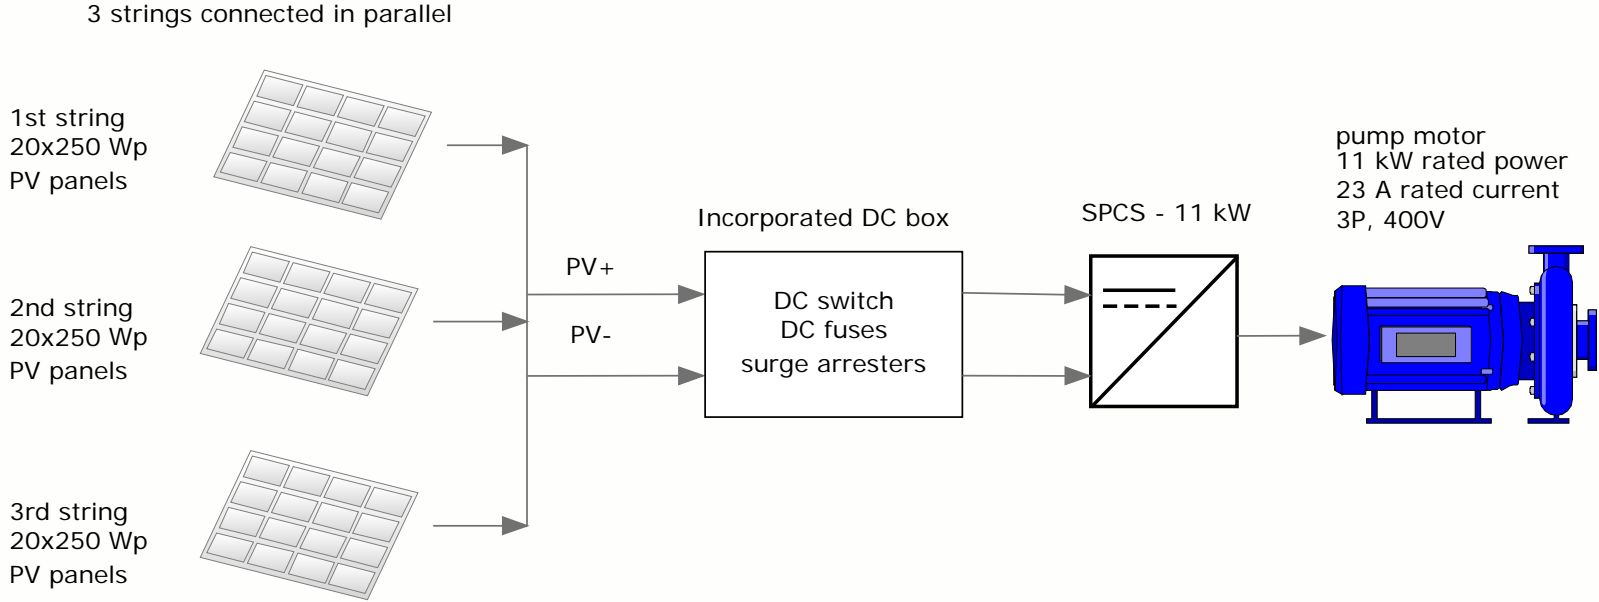 3 strings connected in parallel
1st string
20x250 Wp
PV panels
2nd string
20x250 Wp
PV panels
3rd string
20x250 Wp
PV panels
PV+
PV-
Incorporated DC box
DC switch
DC fuses
surge arresters
SPCS - 11 kW
pump motor
11 kW rated power
23 A rated current
3P, 400V